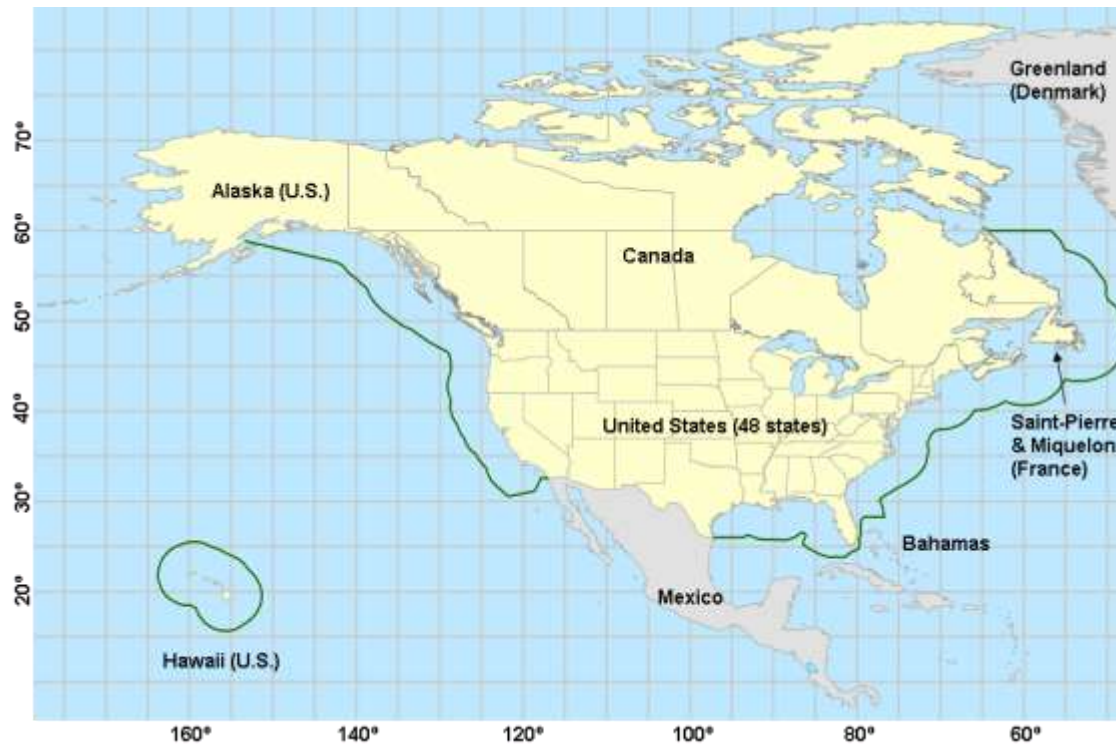 Greenland
(Denmark)
70°
Alaska (U.S.)
60°
Canada
50°
40°
United States (48 states)
Saint-Pierre
& Miquelon
(France)
30°
Bahamas
20°
Mexico
Hawaii (U.S.)
160°
140°
120°
100°
80°
60°